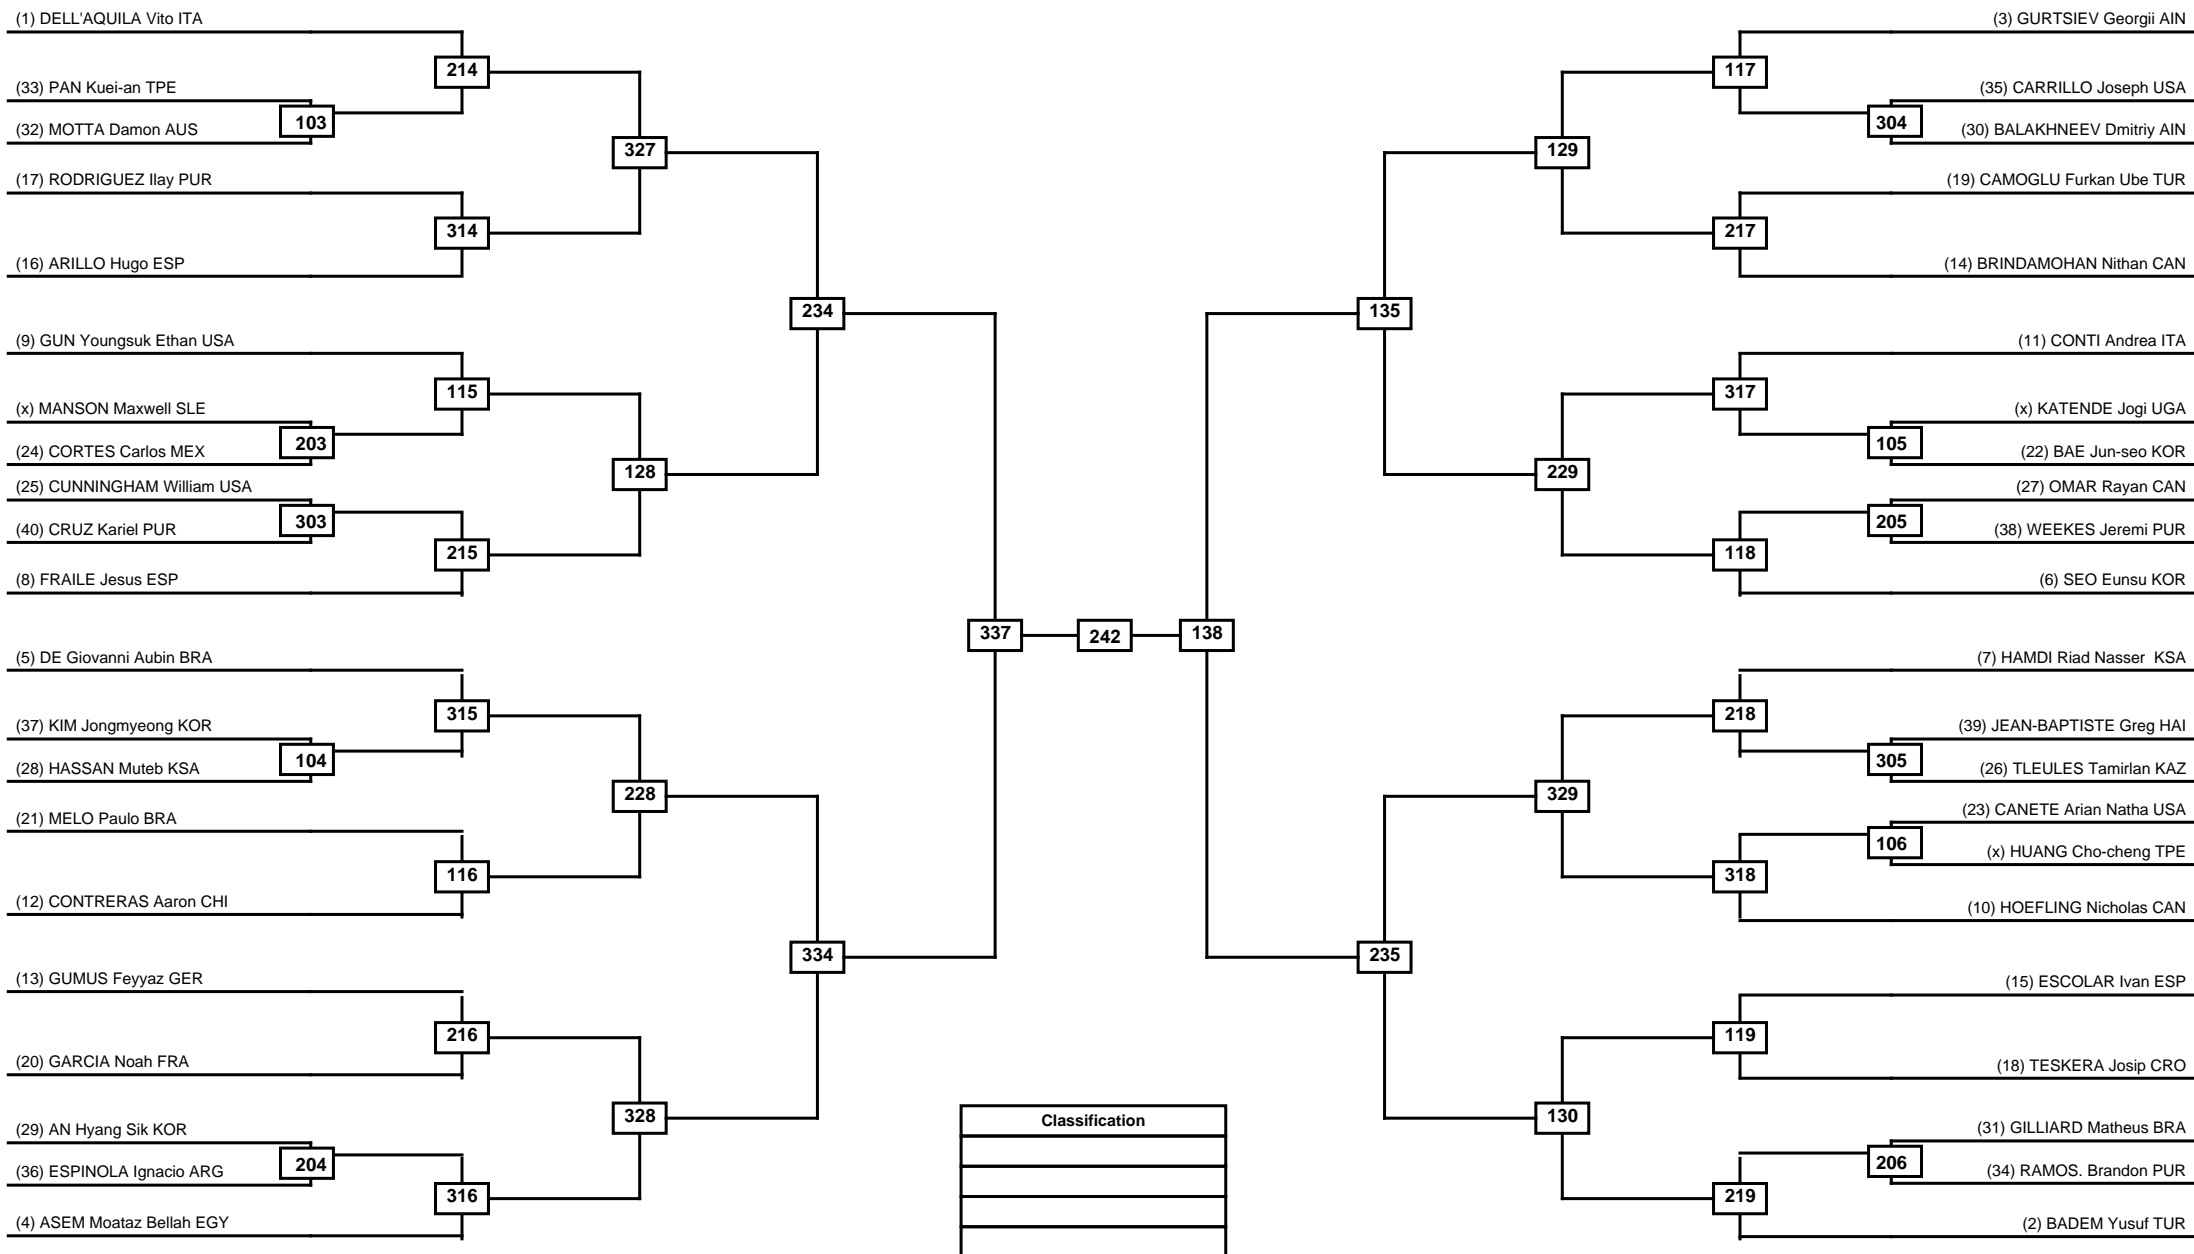 (1) DELL'AQUILA Vito ITA
214
(33) PAN Kuei-an TPE
103
(32) MOTTA Damon AUS
327
(17) RODRIGUEZ Ilay PUR
314
(16) ARILLO Hugo ESP
234
(9) GUN Youngsuk Ethan USA
115
(x) MANSON Maxwell SLE
203
(24) CORTES Carlos MEX
128
(25) CUNNINGHAM William USA
303
(40) CRUZ Kariel PUR
215
(8) FRAILE Jesus ESP
337
242
138
(5) DE Giovanni Aubin BRA
315
(37) KIM Jongmyeong KOR
104
(28) HASSAN Muteb KSA
228
(21) MELO Paulo BRA
116
(12) CONTRERAS Aaron CHI
334
(13) GUMUS Feyyaz GER
216
(20) GARCIA Noah FRA
328
(29) AN Hyang Sik KOR
204
(36) ESPINOLA Ignacio ARG
316
(4) ASEM Moataz Bellah EGY
Classification
(3) GURTSIEV Georgii AIN
117
(35) CARRILLO Joseph USA
304
(30) BALAKHNEEV Dmitriy AIN
129
(19) CAMOGLU Furkan Ube TUR
217
(14) BRINDAMOHAN Nithan CAN
135
(11) CONTI Andrea ITA
317
(x) KATENDE Jogi UGA
105
(22) BAE Jun-seo KOR
229
(27) OMAR Rayan CAN
205
(38) WEEKES Jeremi PUR
118
(6) SEO Eunsu KOR
(7) HAMDI Riad Nasser KSA
218
(39) JEAN-BAPTISTE Greg HAI
305
(26) TLEULES Tamirlan KAZ
329
(23) CANETE Arian Natha USA
106
(x) HUANG Cho-cheng TPE
318
(10) HOEFLING Nicholas CAN
235
(15) ESCOLAR Ivan ESP
119
(18) TESKERA Josip CRO
130
(31) GILLIARD Matheus BRA
206
(34) RAMOS. Brandon PUR
219
(2) BADEM Yusuf TUR